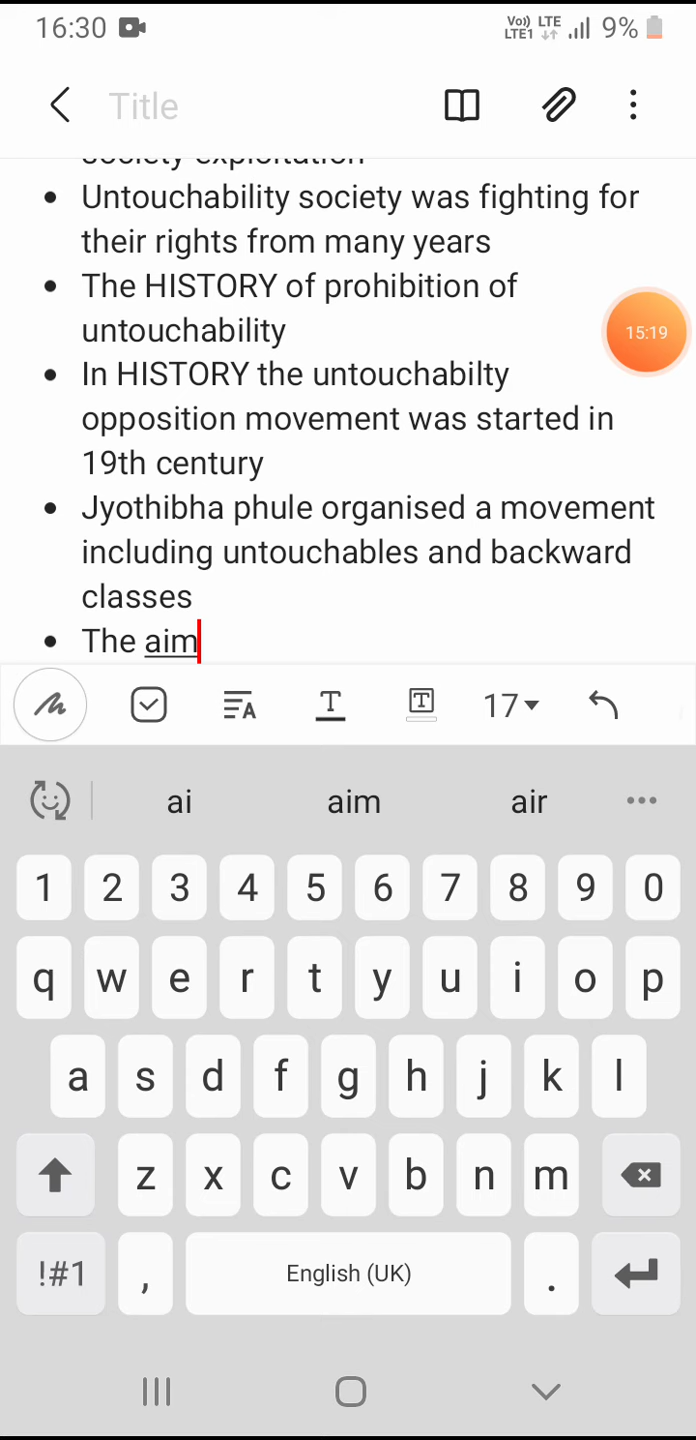 16:30
Vo) LTE
LTE1
9%
Title
society exploitation
Untouchability society was fighting for
their rights from many years
The HISTORY of prohibition of
untouchability
15:19
In HISTORY the untouchabilty
opposition movement was started in
19th century
Jyothibha phule organised a movement
including untouchables and backward
classes
The aim
17
ai aim air
1 2 3 4 5 6 7 8 9 0
q w e r t y u i o p
a s d f g h j k l
z x c v b n m
!#1 , English (UK) .